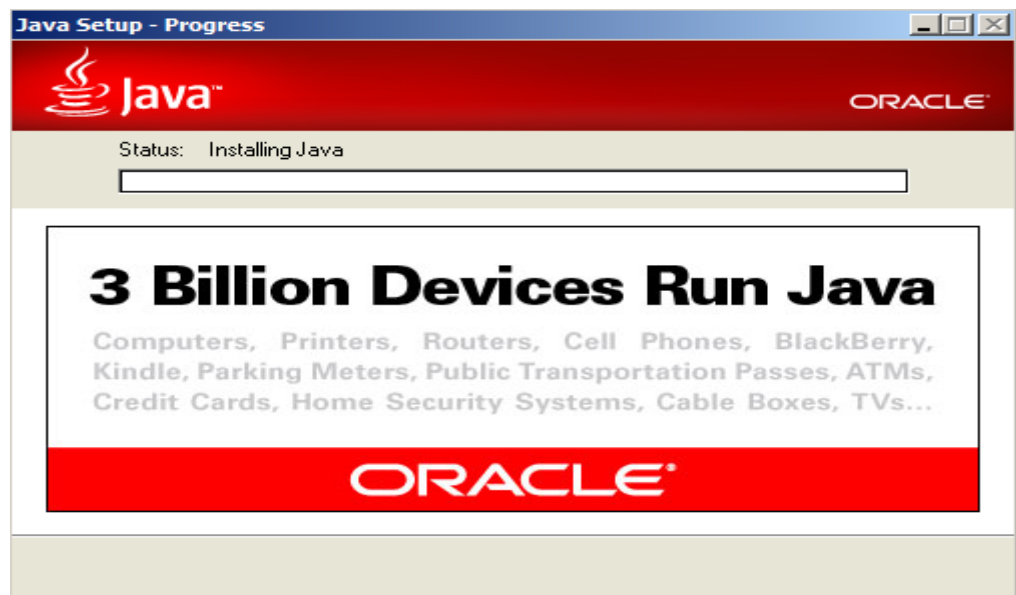 Java Setup - Progress
Java™
ORACLE®
Status: Installing Java
3 Billion Devices Run Java
Computers, Printers, Routers, Cell Phones, BlackBerry,
Kindle, Parking Meters, Public Transportation Passes, ATMs,
Credit Cards, Home Security Systems, Cable Boxes, TVs...
ORACLE®